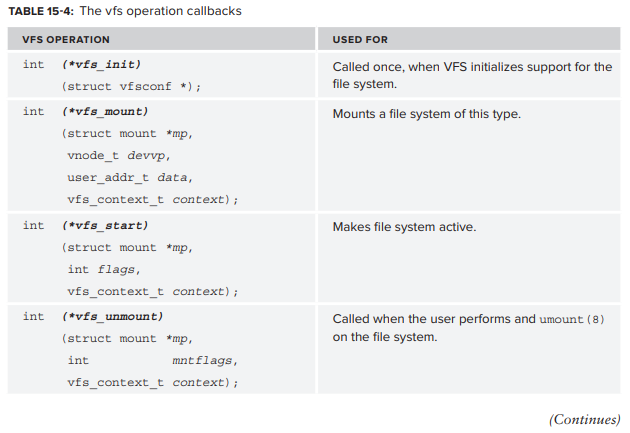 TABLE 15-4: The vfs operation callbacks
VFS OPERATION USED FOR
int (*vfs_init)
(struct vfsconf *);
Called once, when VFS initializes support for the
file system.
int (*vfs_mount)
(struct mount *mp,
vnode_t devvp,
user_addr_t data,
vfs_context_t context);
Mounts a file system of this type.
int (*vfs_start)
(struct mount *mp,
int flags,
vfs_context_t context);
Makes file system active.
int (*vfs_unmount)
(struct mount *mp,
int mntflags,
vfs_context_t context);
Called when the user performs and umount(8)
on the file system.
(Continues)